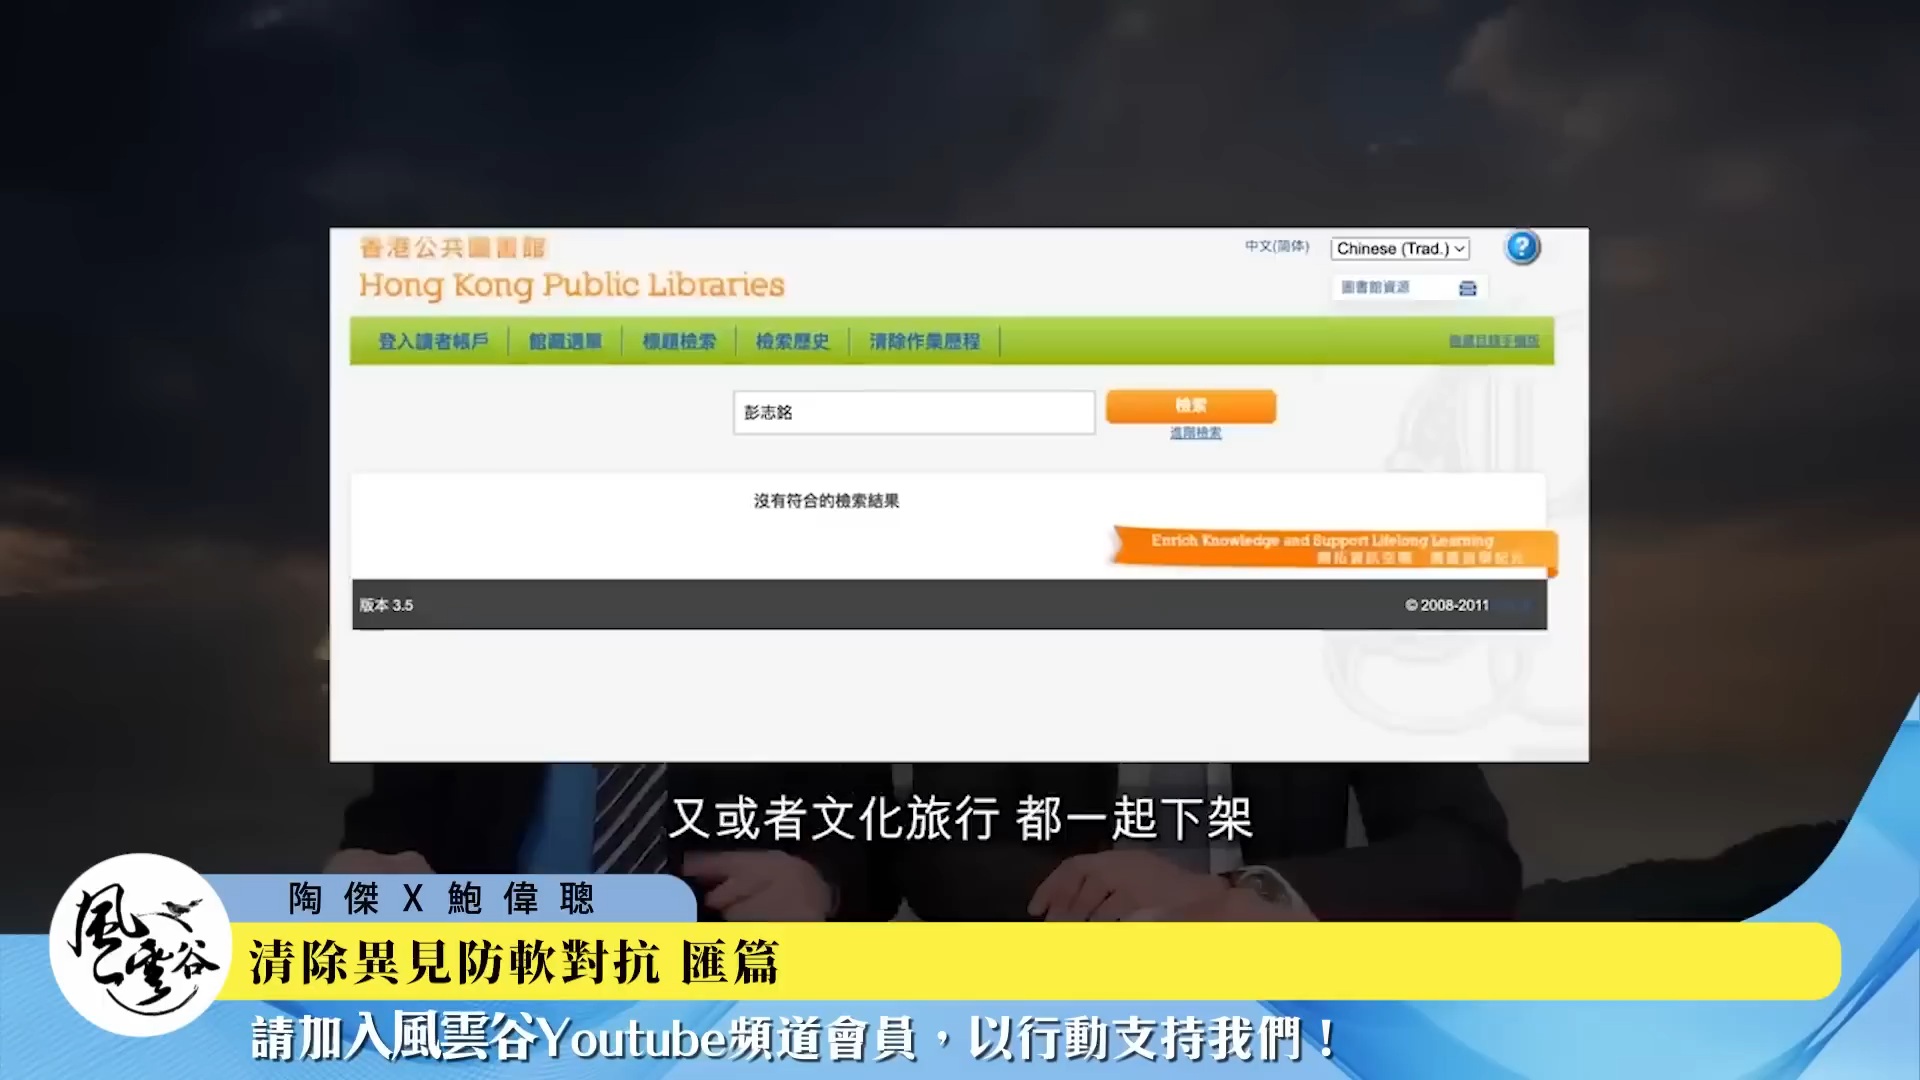 香港公共圖書館
Hong Kong Public Libraries
中文(简体)
Chinese (Trad.)
圖書館資源
登入讀者帳戶
館藏選單
標題檢索
檢索歷史
清除作業歷程
彭志銘
檢索
進階檢索
沒有符合的檢索結果
Enrich Knowledge and Support Lifelong Learning
版本 3.5
© 2008-2011
又或者文化旅行 都一起下架
陶傑X鮑偉聰
風雲谷
清除異見防軟對抗 匯篇
請加入風雲谷Youtube頻道會員，以行動支持我們！